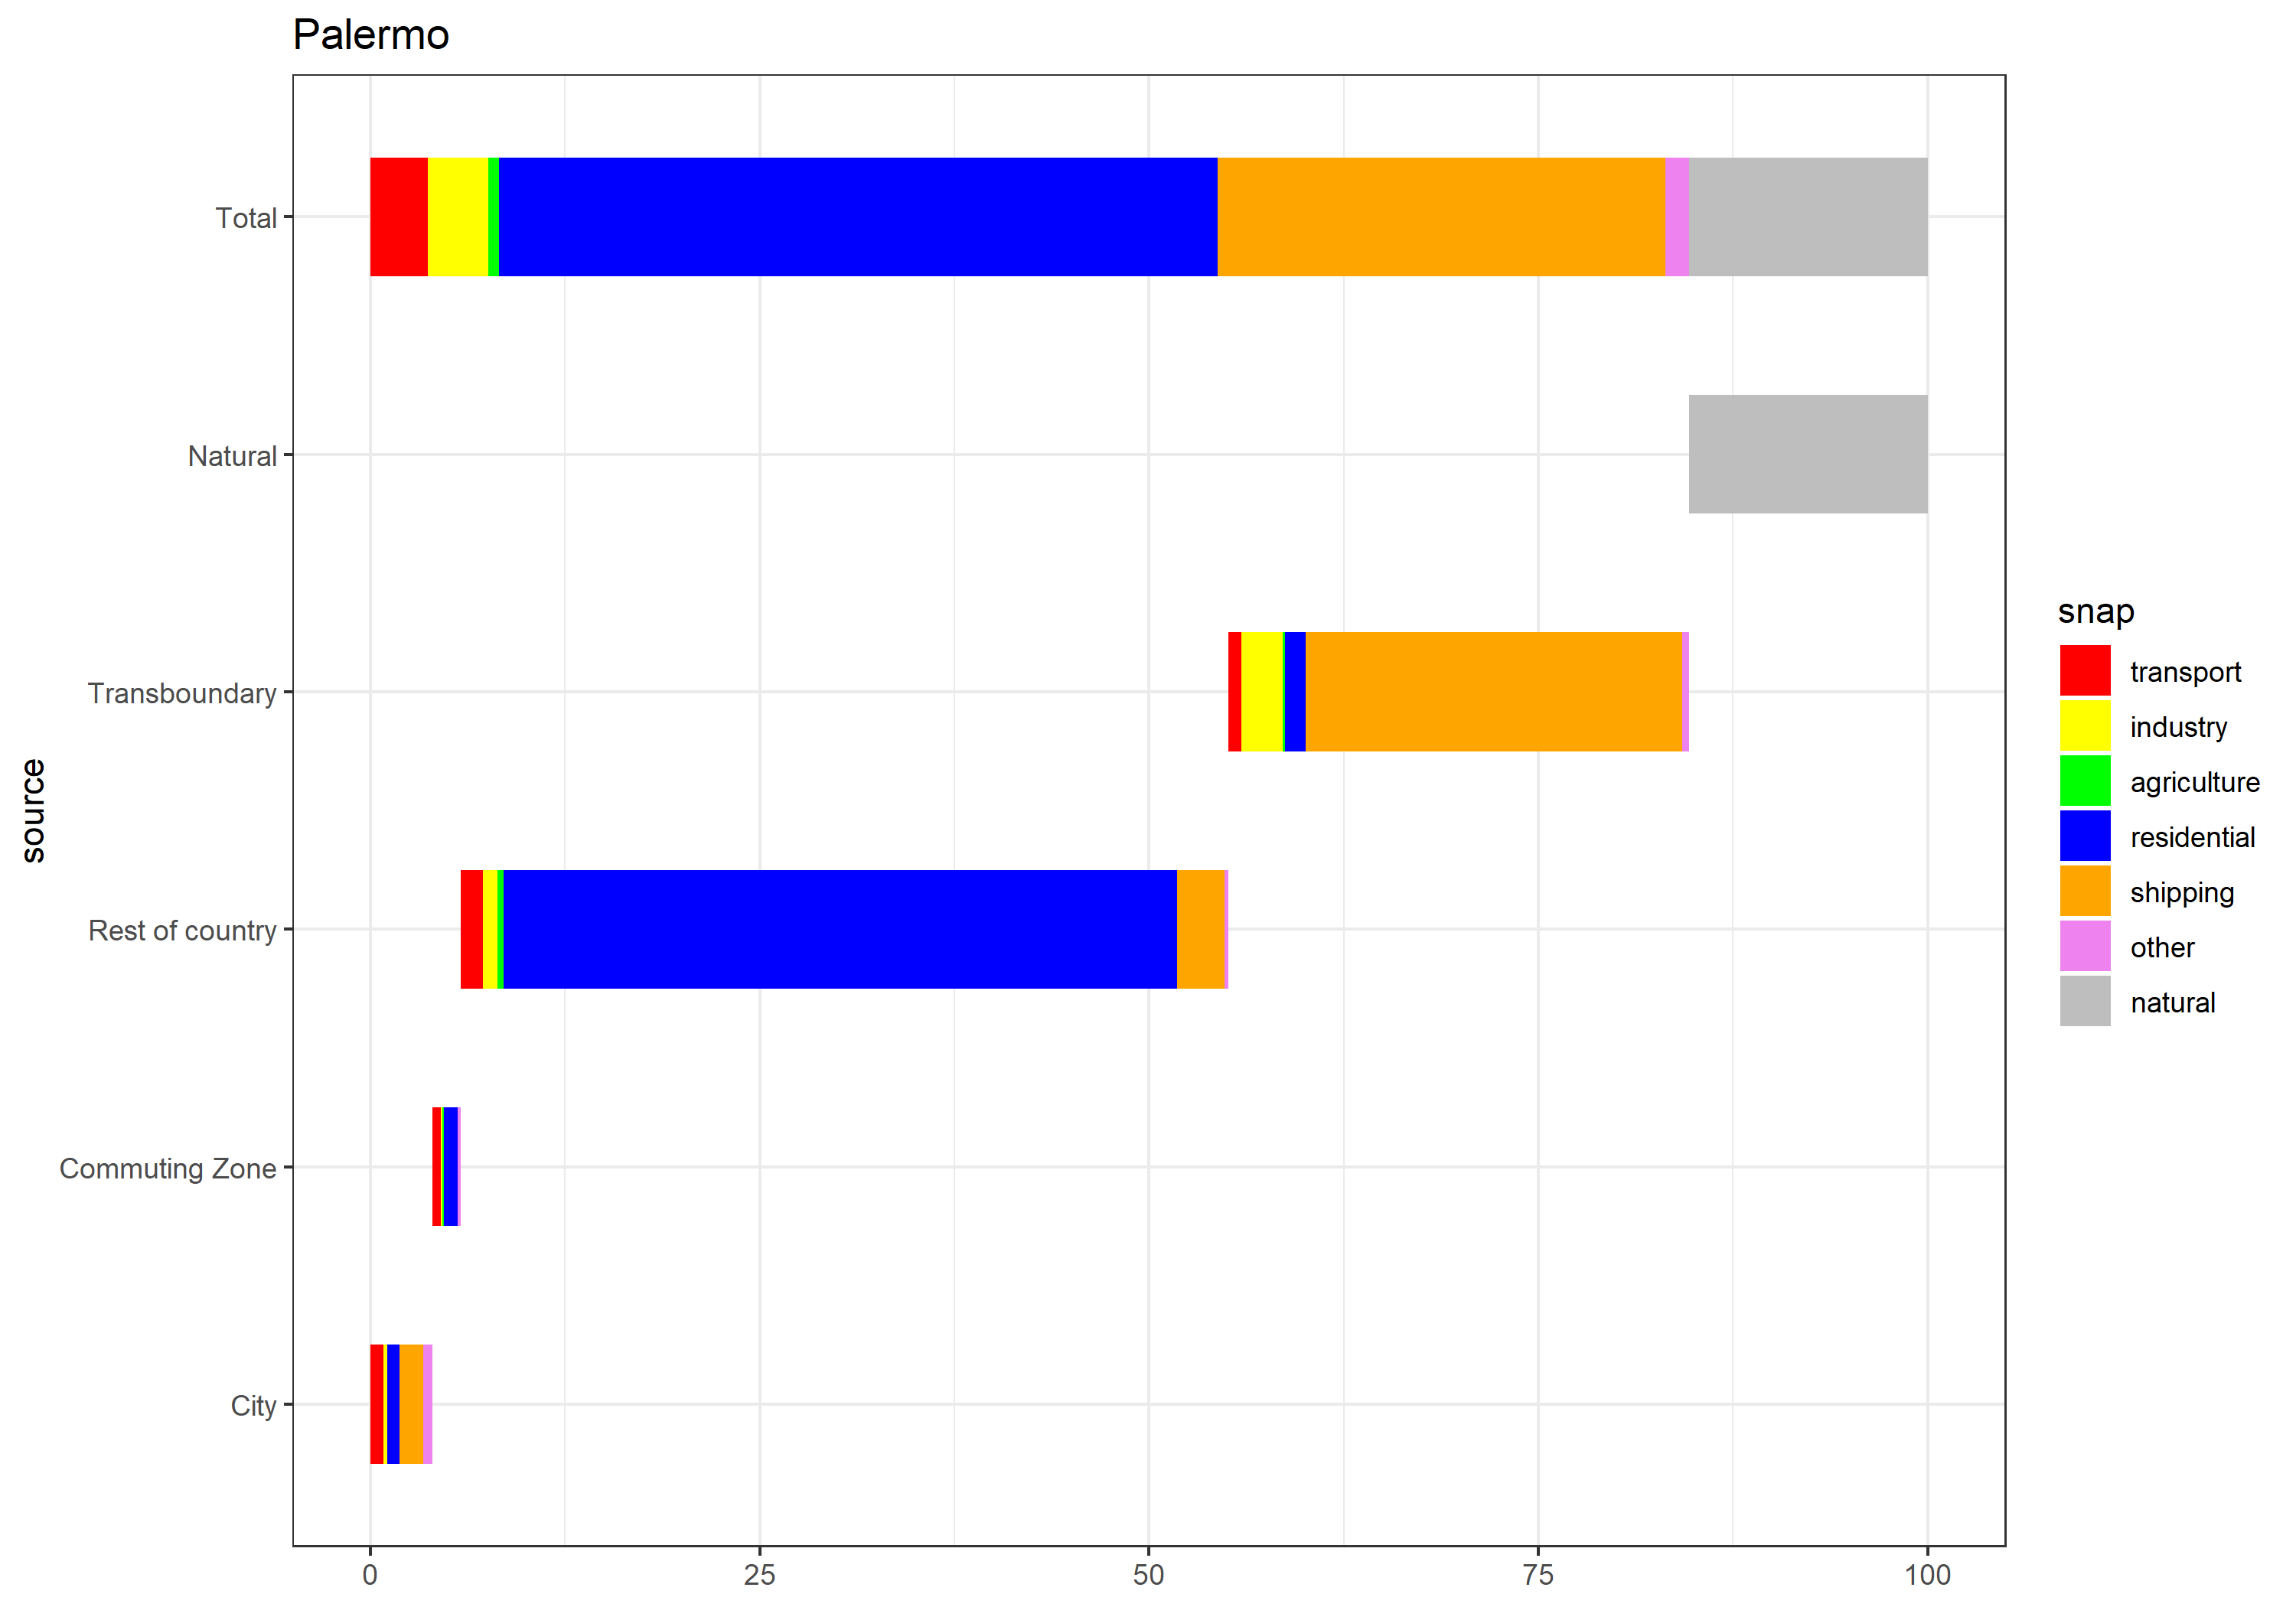 Palermo
Total
Natural
Transboundary
Rest of country
Commuting Zone
City
source
0 25 50 75 100
snap
transport
industry
agriculture
residential
shipping
other
natural